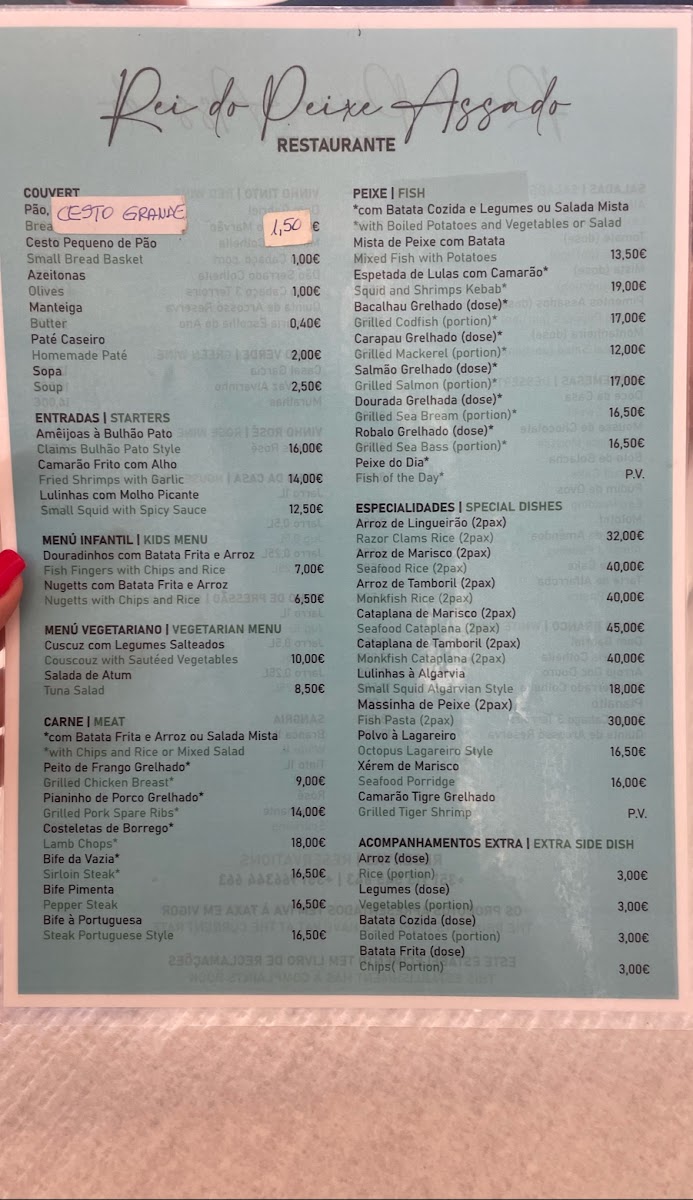 Rei do Peixe Assado
RESTAURANTE
COUVERT
Pão, CESTO GRANDE
Brea 1,50 €
Cesto Pequeno de Pão
Small Bread Basket 1,00€
Azeitonas
Olives 1,00€
Manteiga
Butter 0,40€
Paté Caseiro
Homemade Paté 2,00€
Sopa
Soup 2,50€
ENTRADAS | STARTERS
Amêijoas à Bulhão Pato
Claims Bulhão Pato Style 16,00€
Camarão Frito com Alho
Fried Shrimps with Garlic 14,00€
Lulinhas com Molho Picante
Small Squid with Spicy Sauce 12,50€
MENÚ INFANTIL | KIDS MENU
Douradinhos com Batata Frita e Arroz
Fish Fingers with Chips and Rice 7,00€
Nugetts com Batata Frita e Arroz
Nugetts with Chips and Rice 6,50€
MENÚ VEGETARIANO | VEGETARIAN MENU
Cuscuz com Legumes Salteados
Couscouz with Sautéed Vegetables 10,00€
Salada de Atum
Tuna Salad 8,50€
CARNE | MEAT
*com Batata Frita e Arroz ou Salada Mista
*with Chips and Rice or Mixed Salad
Peito de Frango Grelhado*
Grilled Chicken Breast* 9,00€
Pianinho de Porco Grelhado*
Grilled Pork Spare Ribs* 14,00€
Costeletas de Borrego*
Lamb Chops* 18,00€
Bife da Vazia*
Sirloin Steak* 16,50€
Bife Pimenta
Pepper Steak 16,50€
Bife à Portuguesa
Steak Portuguese Style 16,50€
PEIXE | FISH
*com Batata Cozida e Legumes ou Salada Mista
*with Boiled Potatoes and Vegetables or Salad
Mista de Peixe com Batata
Mixed Fish with Potatoes 13,50€
Espetada de Lulas com Camarão*
Squid and Shrimps Kebab* 19,00€
Bacalhau Grelhado (dose)*
Grilled Codfish (portion)* 17,00€
Carapau Grelhado (dose)*
Grilled Mackerel (portion)* 12,00€
Salmão Grelhado (dose)*
Grilled Salmon (portion)* 17,00€
Dourada Grelhada (dose)*
Grilled Sea Bream (portion)* 16,50€
Robalo Grelhado (dose)*
Grilled Sea Bass (portion)* 16,50€
Peixe do Dia*
Fish of the Day* P.V.
ESPECIALIDADES | SPECIAL DISHES
Arroz de Lingueirão (2pax)
Razor Clams Rice (2pax) 32,00€
Arroz de Marisco (2pax)
Seafood Rice (2pax) 40,00€
Arroz de Tamboril (2pax)
Monkfish Rice (2pax) 40,00€
Cataplana de Marisco (2pax)
Seafood Cataplana (2pax) 45,00€
Cataplana de Tamboril (2pax)
Monkfish Cataplana (2pax) 40,00€
Lulinhas à Algarvia
Small Squid Algarvian Style 18,00€
Massinha de Peixe (2pax)
Fish Pasta (2pax) 30,00€
Polvo à Lagareiro
Octopus Lagareiro Style 16,50€
Xérem de Marisco
Seafood Porridge 16,00€
Camarão Tigre Grelhado
Grilled Tiger Shrimp P.V.
ACOMPANHAMENTOS EXTRA | EXTRA SIDE DISH
Arroz (dose)
Rice (portion) 3,00€
Legumes (dose)
Vegetables (portion) 3,00€
Batata Cozida (dose)
Boiled Potatoes (portion) 3,00€
Batata Frita (dose)
Chips( Portion) 3,00€